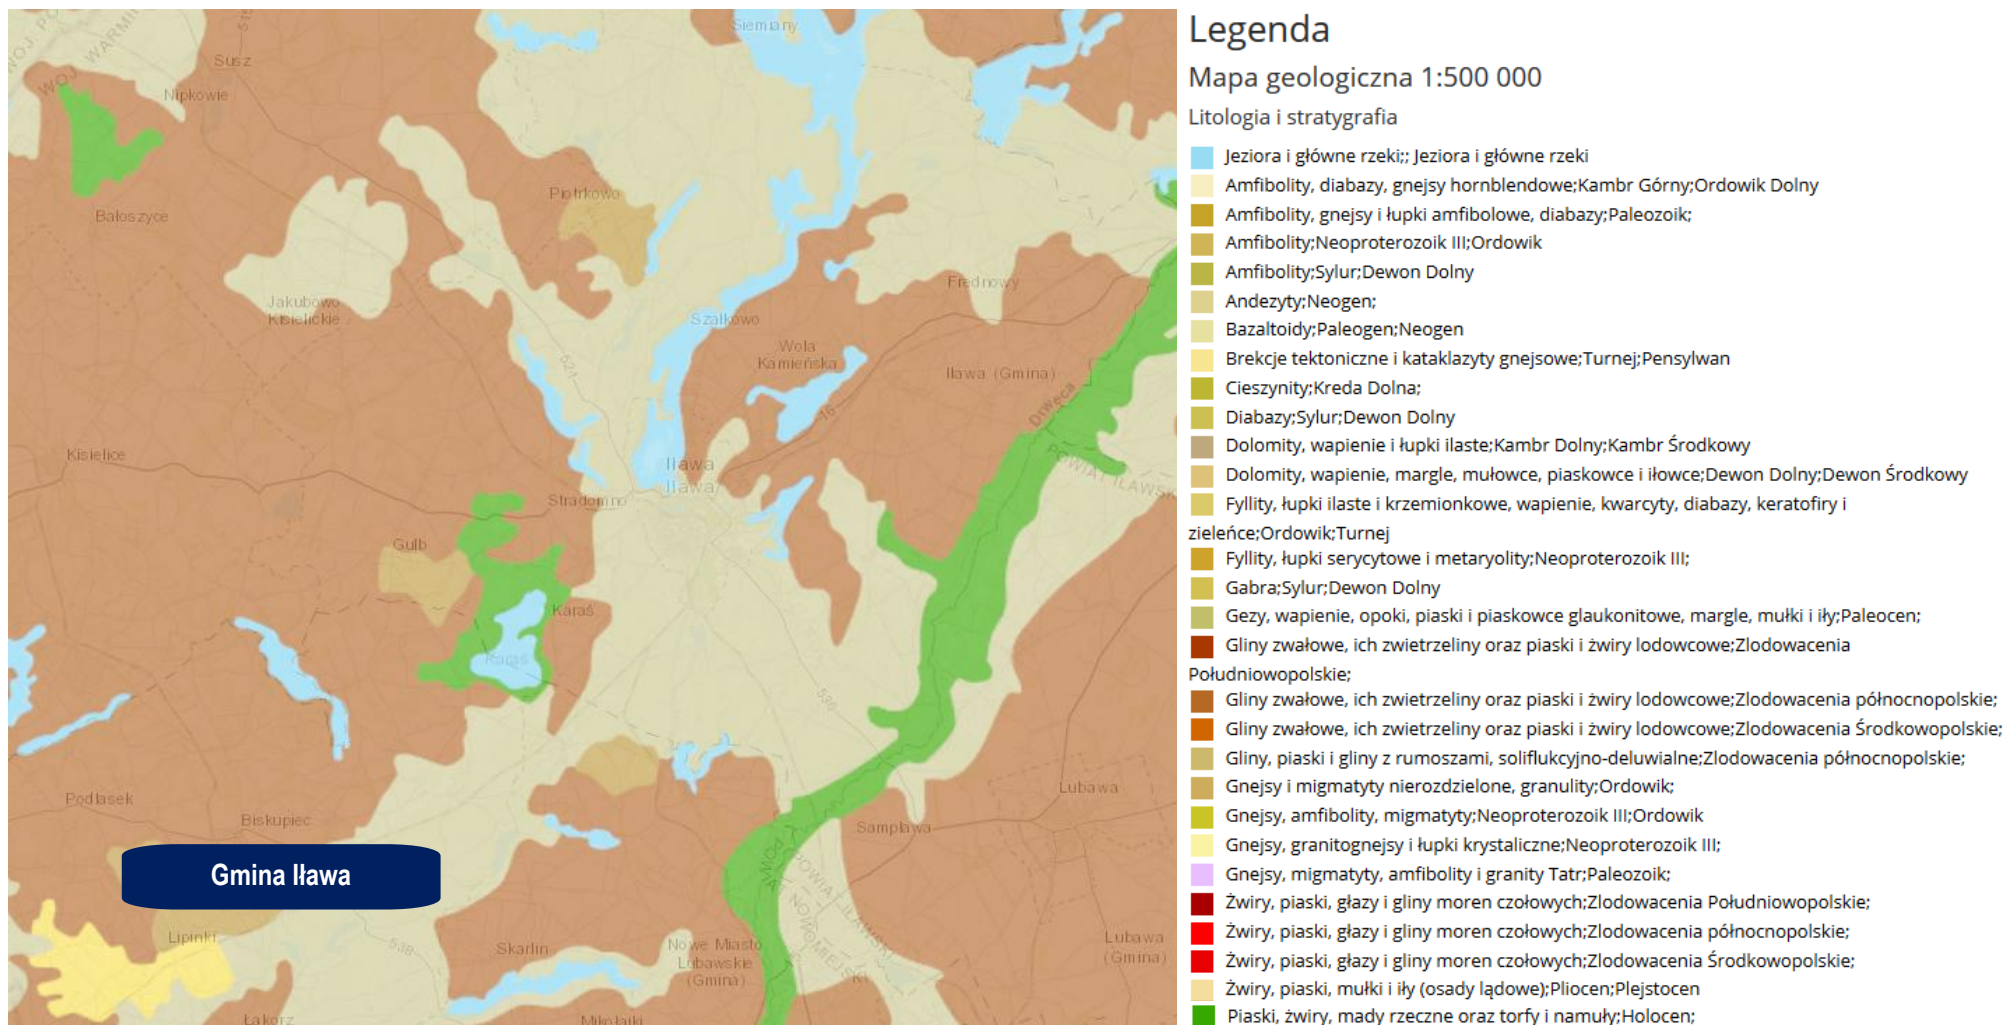 Siemiany
Susz
Nipkowie
Piotrkowo
Bałoszyce
Frednowy
Jakubowo
Kisielickie
Szałkowo
Wola
Kamieńska
521
Iława (Gmina)
16
Drwęca
Kisielice
Iława
Iława
POWIAT IŁAWSKI
Stradomno
Gulb
Karaś
Karaś
536
Podlasek
Lubawa
Biskupiec
Sampława
Gmina Iława
POWIAT IŁAWSKI
NOWOMIEJSKI
Lipinki
538
Skarlin
Nowe Miasto
Lubawskie
(Gmina)
Lubawa
(Gmina)
Łąkorz
Mikołajki
Legenda
Mapa geologiczna 1:500 000
Litologia i stratygrafia
Jeziora i główne rzeki;; Jeziora i główne rzeki
Amfibolity, diabazy, gnejsy hornblendowe;Kambr Górny;Ordowik Dolny
Amfibolity, gnejsy i łupki amfibolowe, diabazy;Paleozoik;
Amfibolity;Neoproterozoik III;Ordowik
Amfibolity;Sylur;Dewon Dolny
Andezyty;Neogen;
Bazaltoidy;Paleogen;Neogen
Brekcje tektoniczne i kataklazyty gnejsowe;Turnej;Pensylwan
Cieszynity;Kreda Dolna;
Diabazy;Sylur;Dewon Dolny
Dolomity, wapienie i łupki ilaste;Kambr Dolny;Kambr Środkowy
Dolomity, wapienie, margle, mułowce, piaskowce i iłowce;Dewon Dolny;Dewon Środkowy
Fyllity, łupki ilaste i krzemionkowe, wapienie, kwarcyty, diabazy, keratofiry i
zieleńce;Ordowik;Turnej
Fyllity, łupki serycytowe i metaryolity;Neoproterozoik III;
Gabra;Sylur;Dewon Dolny
Gezy, wapienie, opoki, piaski i piaskowce glaukonitowe, margle, mułki i iły;Paleocen;
Gliny zwałowe, ich zwietrzeliny oraz piaski i żwiry lodowcowe;Zlodowacenia
Południowopolskie;
Gliny zwałowe, ich zwietrzeliny oraz piaski i żwiry lodowcowe;Zlodowacenia północnopolskie;
Gliny zwałowe, ich zwietrzeliny oraz piaski i żwiry lodowcowe;Zlodowacenia Środkowopolskie;
Gliny, piaski i gliny z rumoszami, soliflukcyjno-deluwialne;Zlodowacenia północnopolskie;
Gnejsy i migmatyty nierozdzielone, granulity;Ordowik;
Gnejsy, amfibolity, migmatyty;Neoproterozoik III;Ordowik
Gnejsy, granitognejsy i łupki krystaliczne;Neoproterozoik III;
Gnejsy, migmatyty, amfibolity i granity Tatr;Paleozoik;
Żwiry, piaski, głazy i gliny moren czołowych;Zlodowacenia Południowopolskie;
Żwiry, piaski, głazy i gliny moren czołowych;Zlodowacenia północnopolskie;
Żwiry, piaski, głazy i gliny moren czołowych;Zlodowacenia Środkowopolskie;
Żwiry, piaski, mułki i iły (osady lądowe);Pliocen;Plejstocen
Piaski, żwiry, mady rzeczne oraz torfy i namuły;Holocen;